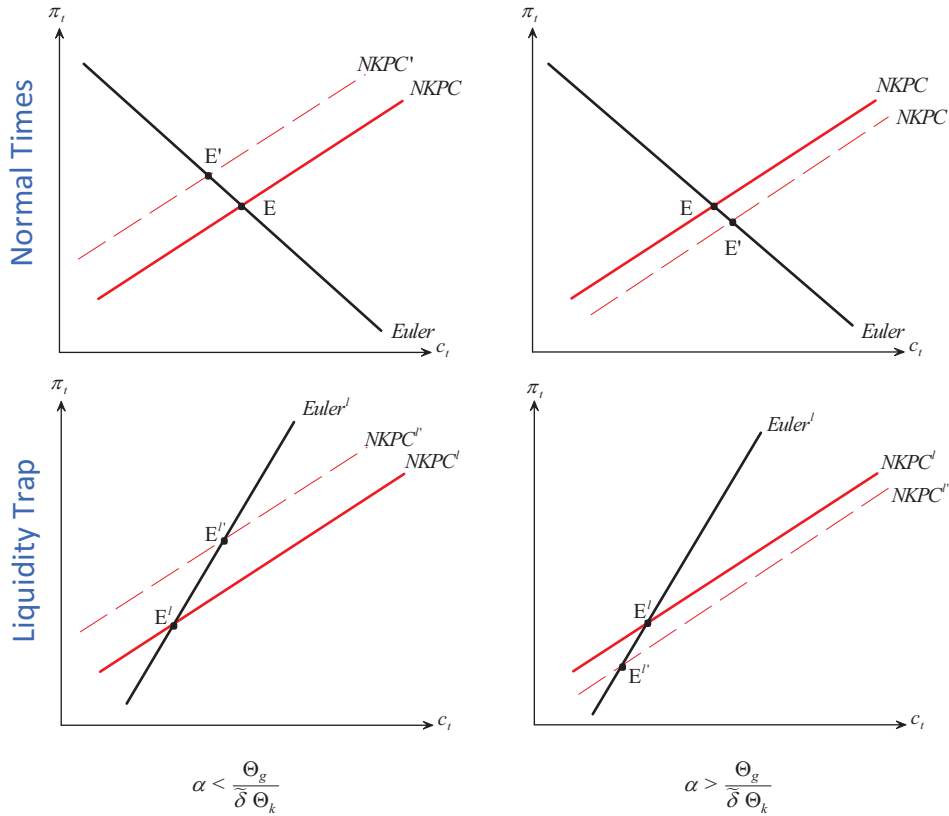 Normal Times
π_t
NKPC'
NKPC
E'
E
Euler
c_t
π_t
NKPC
NKPC
E
E'
Euler
c_t
Liquidity Trap
π_t
Euler^l
NKPC^l'
NKPC^l
E^l'
E^l
c_t
π_t
Euler^l
NKPC^l
NKPC^l'
E^l
E^l'
c_t
α < Θ_g / δ̃ Θ_k
α > Θ_g / δ̃ Θ_k